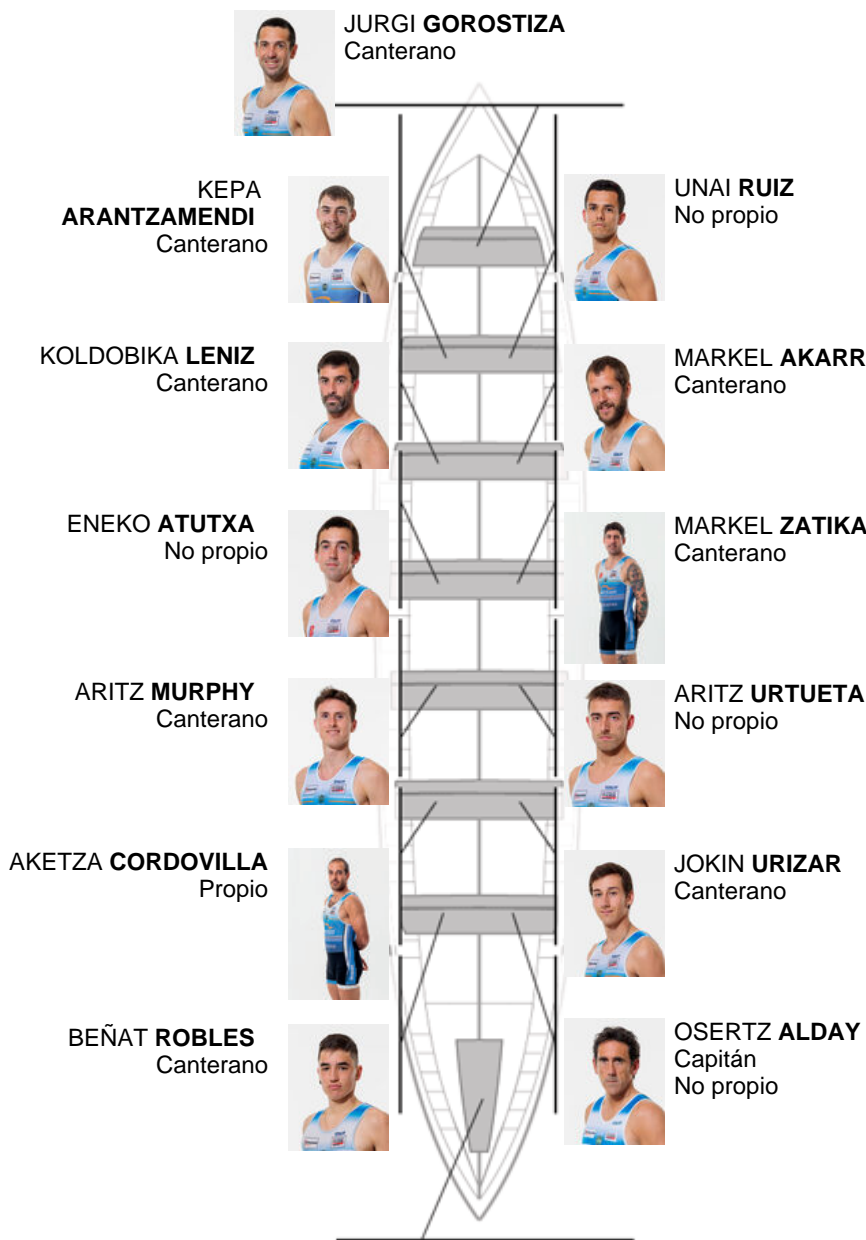 JURGI GOROSTIZA
Canterano
KEPA
ARANTZAMENDI
Canterano
UNAI RUIZ
No propio
KOLDOBIKA LENIZ
Canterano
MARKEL AKARR
Canterano
ENEKO ATUTXA
No propio
MARKEL ZATIKA
Canterano
ARITZ MURPHY
Canterano
ARITZ URTUETA
No propio
AKETZA CORDOVILLA
Propio
JOKIN URIZAR
Canterano
BEÑAT ROBLES
Canterano
OSERTZ ALDAY
Capitán
No propio